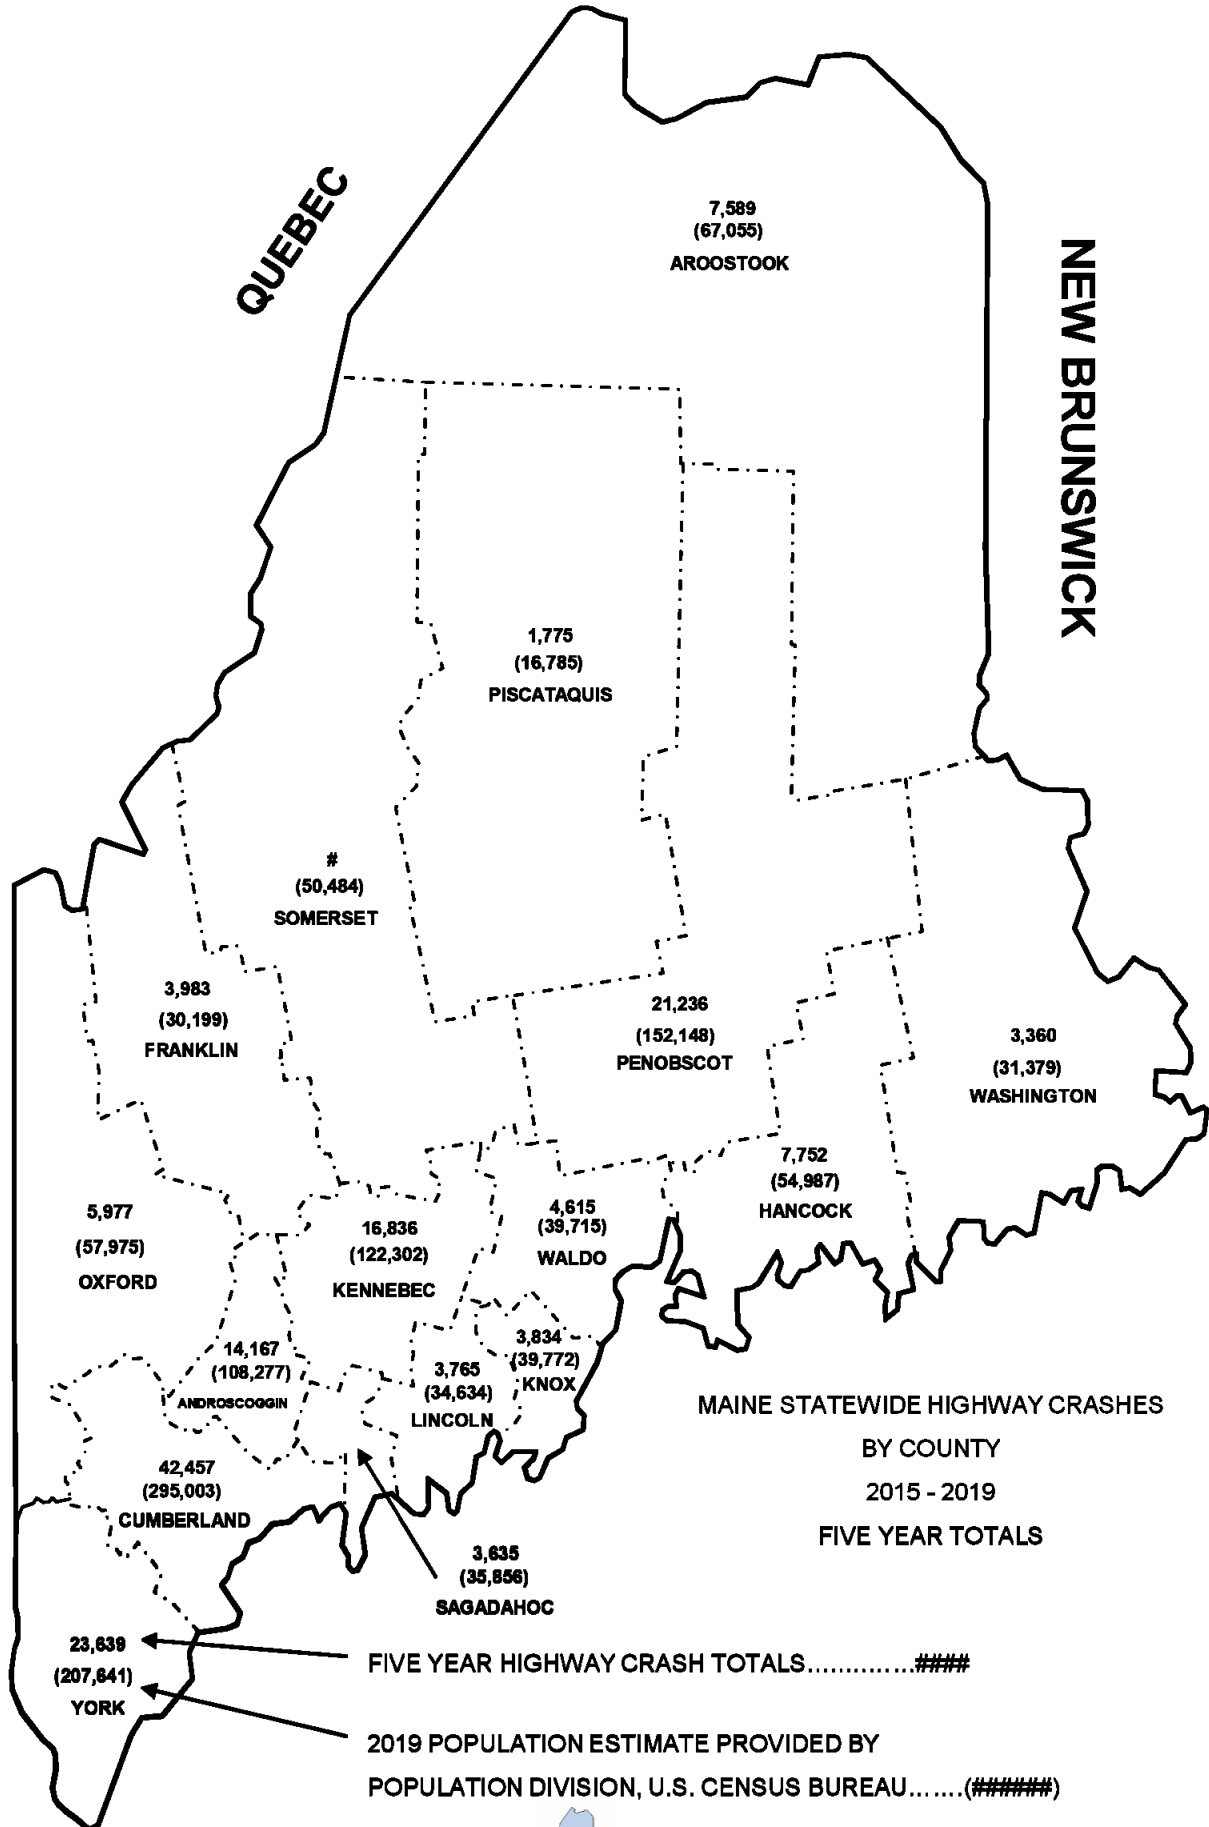 QUEBEC
NEW BRUNSWICK
7,589
(67,055)
AROOSTOOK
1,775
(16,785)
PISCATAQUIS
#
(50,484)
SOMERSET
3,983
(30,199)
FRANKLIN
21,236
(152,148)
PENOBSCOT
3,360
(31,379)
WASHINGTON
7,752
(54,987)
HANCOCK
5,977
(57,975)
OXFORD
16,836
(122,302)
KENNEBEC
4,615
(39,715)
WALDO
14,167
(108,277)
ANDROSCOGGIN
3,765
(34,634)
LINCOLN
3,834
(39,772)
KNOX
42,457
(295,003)
CUMBERLAND
3,635
(35,856)
SAGADAHOC
23,639
(207,641)
YORK
MAINE STATEWIDE HIGHWAY CRASHES
BY COUNTY
2015 - 2019
FIVE YEAR TOTALS
FIVE YEAR HIGHWAY CRASH TOTALS.............####
2019 POPULATION ESTIMATE PROVIDED BY
POPULATION DIVISION, U.S. CENSUS BUREAU.......(######)